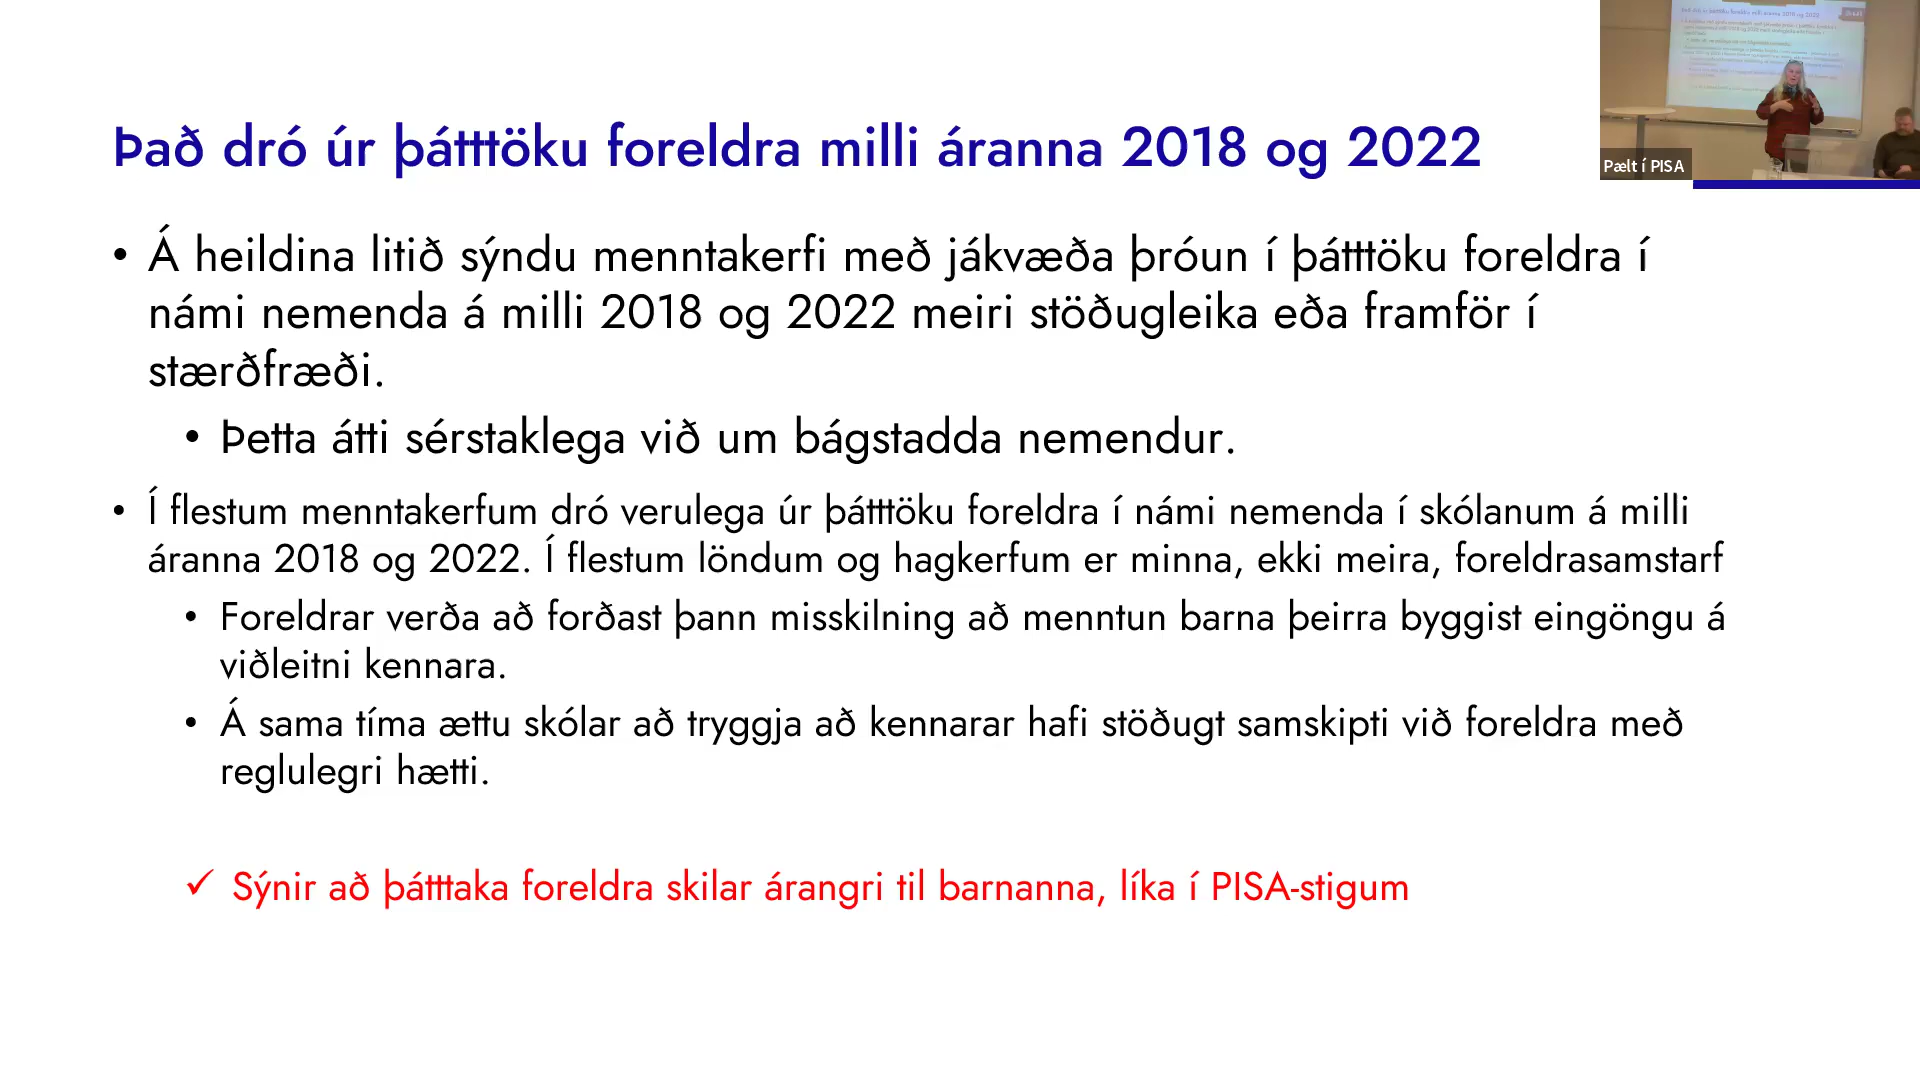 Það dró úr þátttöku foreldra milli áranna 2018 og 2022
Pælt í PISA
• Á heildina litið sýndu menntakerfi með jákvæða þróun í þátttöku foreldra í
námi nemenda á milli 2018 og 2022 meiri stöðugleika eða framför í
stærðfræði.
• Þetta átti sérstaklega við um bágstadda nemendur.
• Í flestum menntakerfum dró verulega úr þátttöku foreldra í námi nemenda í skólanum á milli
áranna 2018 og 2022. Í flestum löndum og hagkerfum er minna, ekki meira, foreldrasamstarf
• Foreldrar verða að forðast þann misskilning að menntun barna þeirra byggist eingöngu á
viðleitni kennara.
• Á sama tíma ættu skólar að tryggja að kennarar hafi stöðugt samskipti við foreldra með
reglulegri hætti.
✓ Sýnir að þátttaka foreldra skilar árangri til barnanna, líka í PISA-stigum